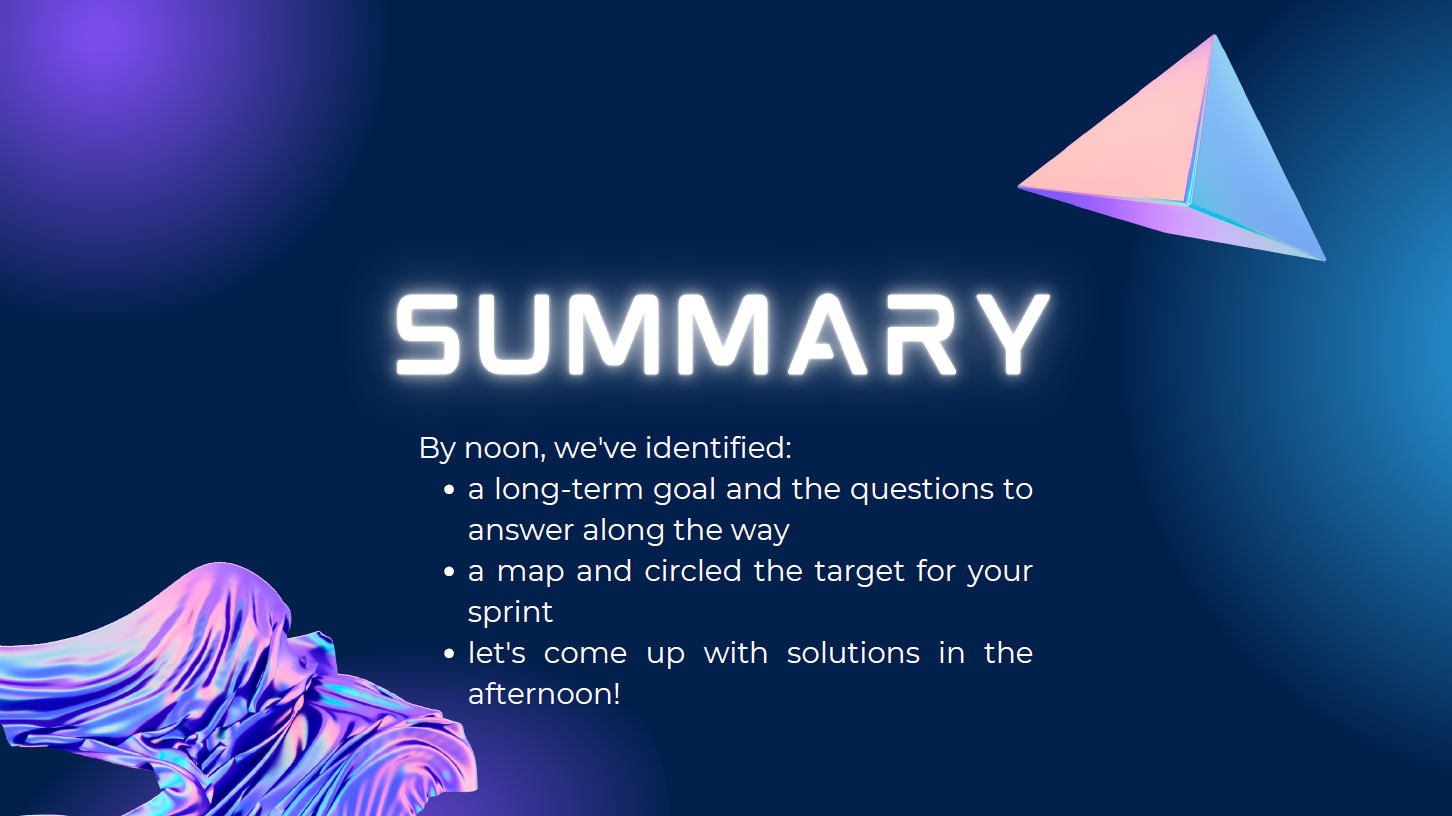 SUMMARY
By noon, we've identified:
• a long-term goal and the questions to
answer along the way
• a map and circled the target for your
sprint
• let's come up with solutions in the
afternoon!